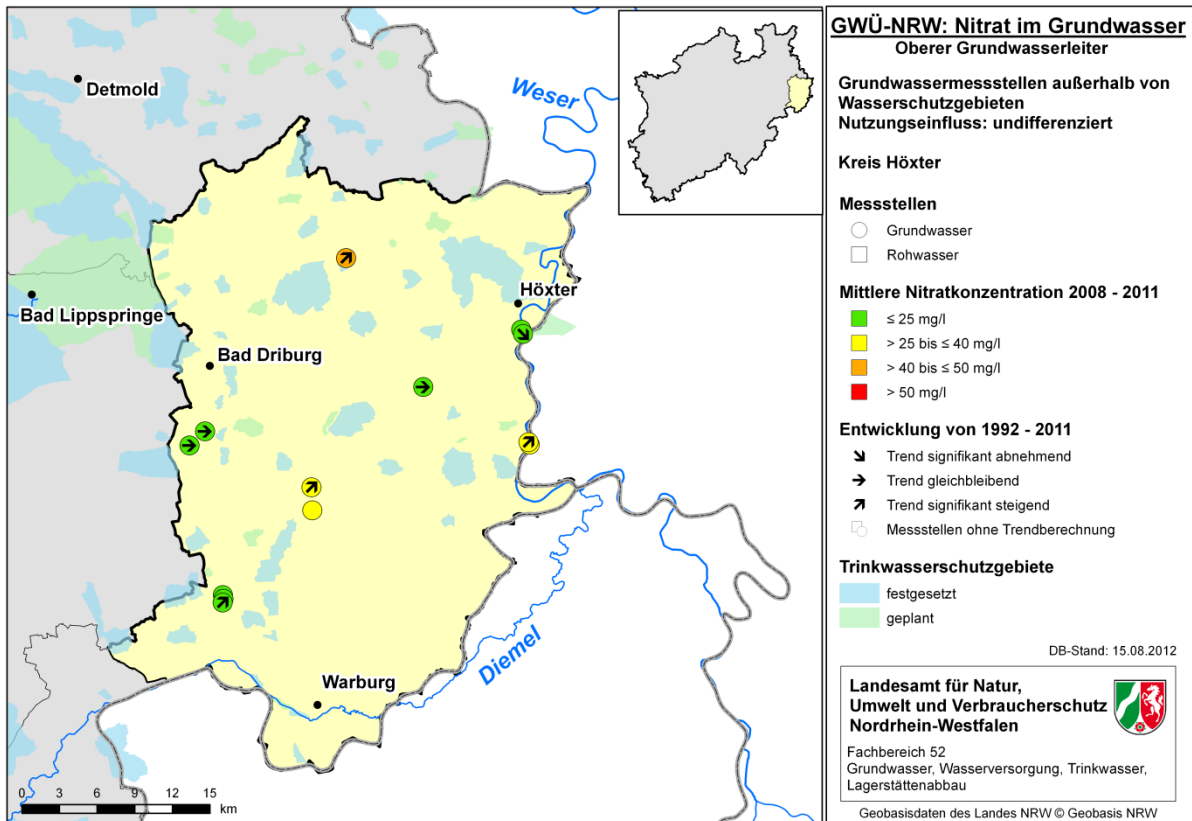 Detmold
Weser
Höxter
Bad Lippspringe
Bad Driburg
Diemel
Warburg
0 3 6 9 12 15
km
GWÜ-NRW: Nitrat im Grundwasser
Oberer Grundwasserleiter
Grundwassermessstellen außerhalb von
Wasserschutzgebieten
Nutzungseinfluss: undifferenziert
Kreis Höxter
Messstellen
Grundwasser
Rohwasser
Mittlere Nitratkonzentration 2008 - 2011
≤ 25 mg/l
> 25 bis ≤ 40 mg/l
> 40 bis ≤ 50 mg/l
> 50 mg/l
Entwicklung von 1992 - 2011
Trend signifikant abnehmend
Trend gleichbleibend
Trend signifikant steigend
Messstellen ohne Trendberechnung
Trinkwasserschutzgebiete
festgesetzt
geplant
DB-Stand: 15.08.2012
Landesamt für Natur,
Umwelt und Verbraucherschutz
Nordrhein-Westfalen
Fachbereich 52
Grundwasser, Wasserversorgung, Trinkwasser,
Lagerstättenabbau
Geobasisdaten des Landes NRW © Geobasis NRW